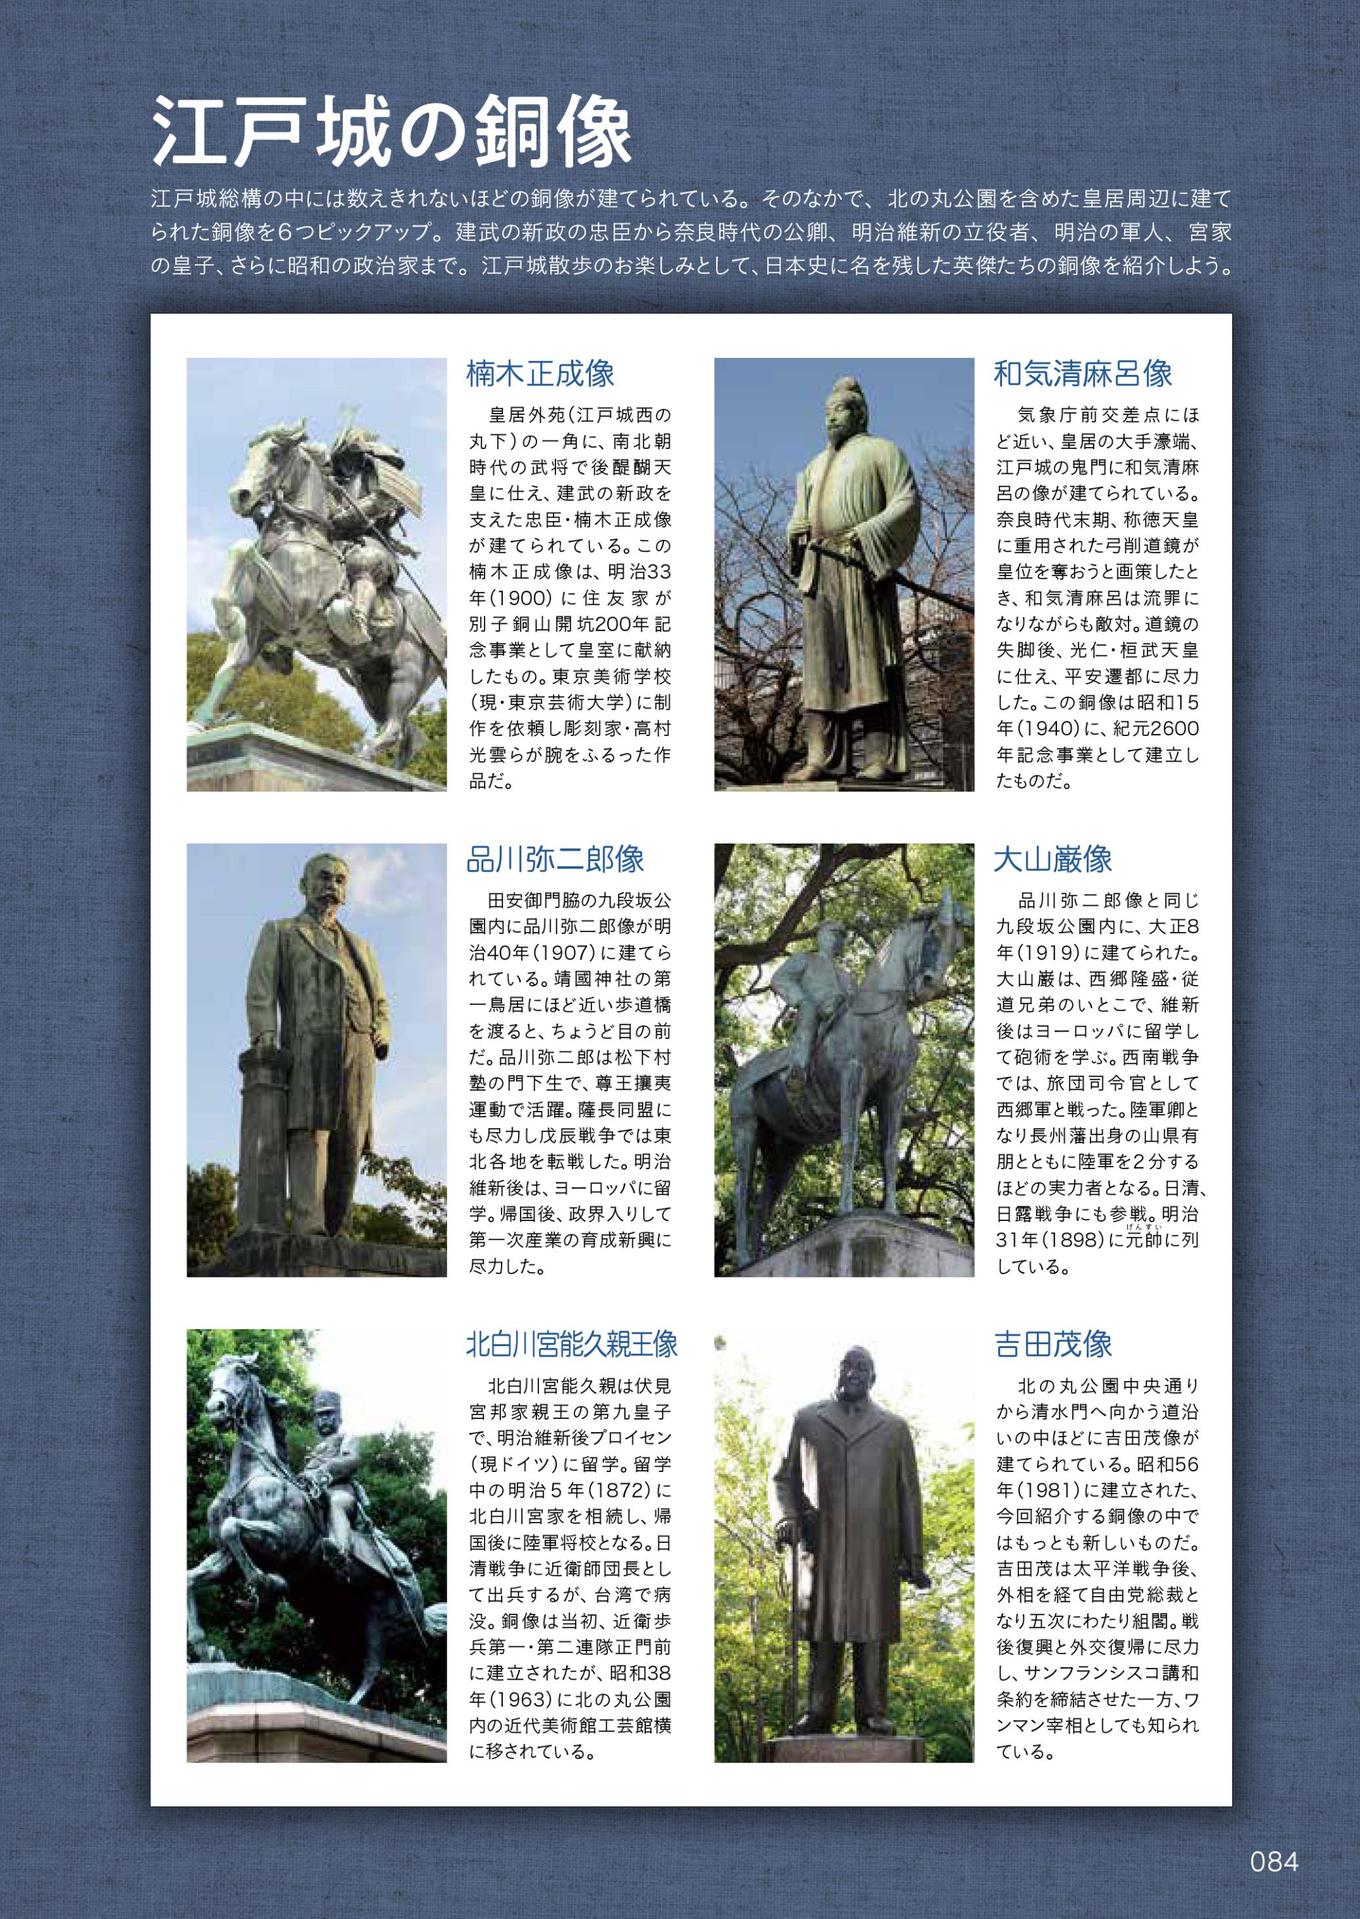 江戸城の銅像
江戸城総構の中には数えきれないほどの銅像が建てられている。そのなかで、北の丸公園を含めた皇居周辺に建て
られた銅像を6つピックアップ。建武の新政の忠臣から奈良時代の公卿、明治維新の立役者、明治の軍人、宮家
の皇子、さらに昭和の政治家まで。江戸城散歩のお楽しみとして、日本史に名を残した英傑たちの銅像を紹介しよう。
楠木正成像
皇居外苑(江戸城西の
丸下)の一角に、南北朝
時代の武将で後醍醐天
皇に仕え、建武の新政を
支えた忠臣・楠木正成像
が建てられている。この
楠木正成像は、明治33
年(1900)に住友家が
別子銅山開坑200年記
念事業として皇室に献納
したもの。東京美術学校
(現・東京芸術大学)に制
作を依頼し彫刻家・高村
光雲らが腕をふるった作
品だ。
和気清麻呂像
気象庁前交差点にほ
ど近い、皇居の大手濠端、
江戸城の鬼門に和気清麻
呂の像が建てられている。
奈良時代末期、称徳天皇
に重用された弓削道鏡が
皇位を奪おうと画策したと
き、和気清麻呂は流罪に
なりながらも敵対。道鏡の
失脚後、光仁・桓武天皇
に仕え、平安遷都に尽力
した。この銅像は昭和15
年(1940)に、紀元2600
年記念事業として建立し
たものだ。
品川弥二郎像
田安御門脇の九段坂公
園内に品川弥二郎像が明
治40年(1907)に建てら
れている。靖國神社の第
一鳥居にほど近い歩道橋
を渡ると、ちょうど目の前
だ。品川弥二郎は松下村
塾の門下生で、尊王攘夷
運動で活躍。薩長同盟に
も尽力し戊辰戦争では東
北各地を転戦した。明治
維新後は、ヨーロッパに留
学。帰国後、政界入りして
第一次産業の育成新興に
尽力した。
大山巌像
品川弥二郎像と同じ
九段坂公園内に、大正8
年(1919)に建てられた。
大山巌は、西郷隆盛・従
道兄弟のいとこで、維新
後はヨーロッパに留学し
て砲術を学ぶ。西南戦争
では、旅団司令官として
西郷軍と戦った。陸軍卿と
なり長州藩出身の山県有
朋とともに陸軍を2分する
ほどの実力者となる。日清、
日露戦争にも参戦。明治
げんすい
31年(1898)に元帥に列
している。
北白川宮能久親王像
北白川宮能久親は伏見
宮邦家親王の第九皇子
で、明治維新後プロイセン
(現ドイツ)に留学。留学
中の明治5年(1872)に
北白川宮家を相続し、帰
国後に陸軍将校となる。日
清戦争に近衛師団長とし
て出兵するが、台湾で病
没。銅像は当初、近衛歩
兵第一・第二連隊正門前
に建立されたが、昭和38
年(1963)に北の丸公園
内の近代美術館工芸館横
に移されている。
吉田茂像
北の丸公園中央通り
から清水門へ向かう道沿
いの中ほどに吉田茂像が
建てられている。昭和56
年(1981)に建立された、
今回紹介する銅像の中で
はもっとも新しいものだ。
吉田茂は太平洋戦争後、
外相を経て自由党総裁と
なり五次にわたり組閣。戦
後復興と外交復帰に尽力
し、サンフランシスコ講和
条約を締結させた一方、ワ
ンマン宰相としても知られ
ている。
084